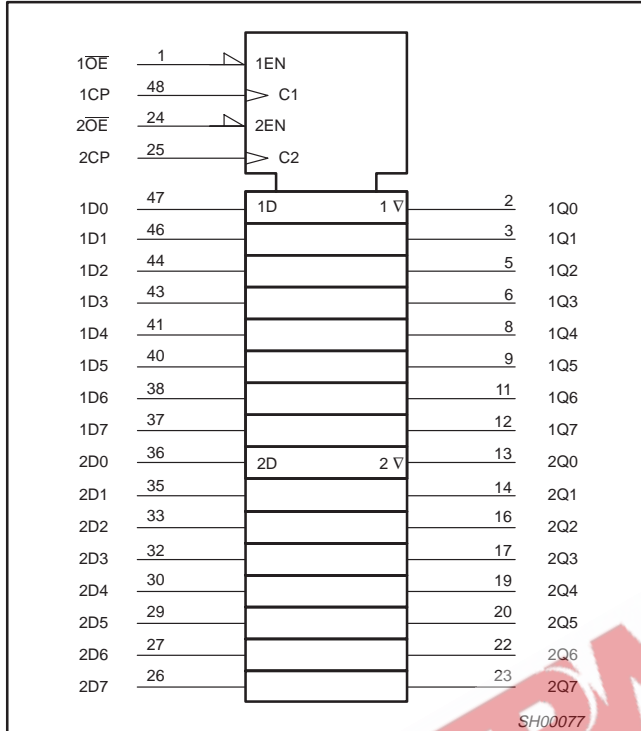 1O̅E̅ 1 1EN
1CP 48 C1
2O̅E̅ 24 2EN
2CP 25 C2
1D0 47 1D 1 ∇ 2 1Q0
1D1 46 3 1Q1
1D2 44 5 1Q2
1D3 43 6 1Q3
1D4 41 8 1Q4
1D5 40 9 1Q5
1D6 38 11 1Q6
1D7 37 12 1Q7
2D0 36 2D 2 ∇ 13 2Q0
2D1 35 14 2Q1
2D2 33 16 2Q2
2D3 32 17 2Q3
2D4 30 19 2Q4
2D5 29 20 2Q5
2D6 27 22 2Q6
2D7 26 23 2Q7
SH00077